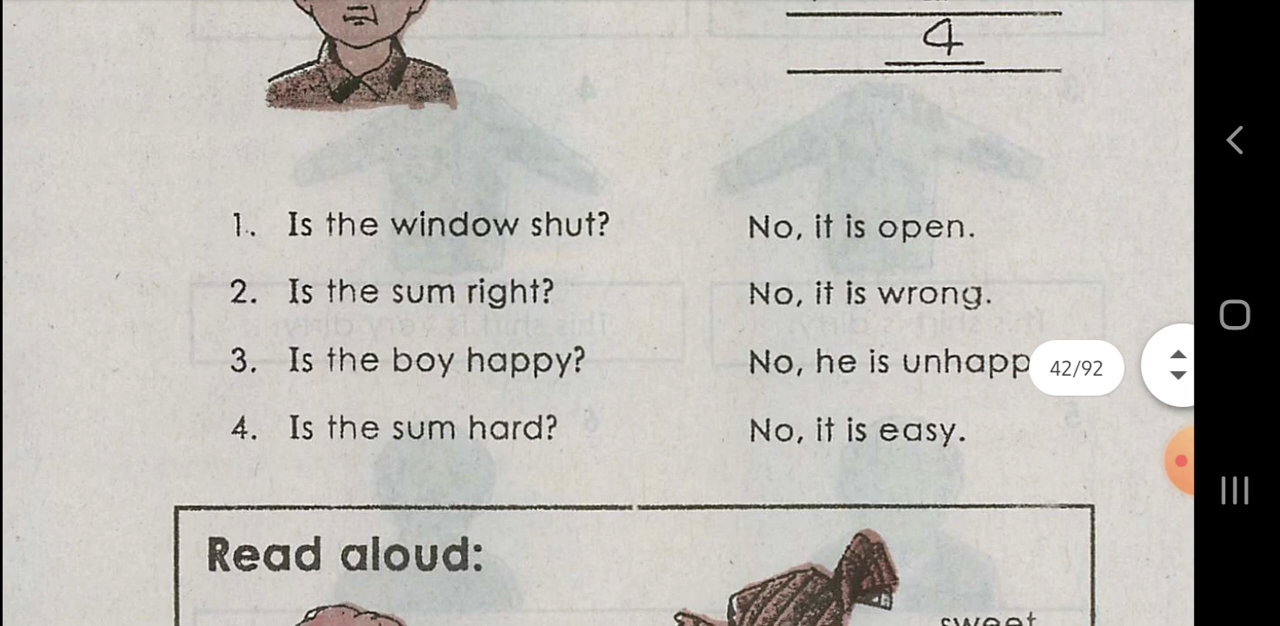 4
1. Is the window shut? No, it is open.
2. Is the sum right? No, it is wrong.
3. Is the boy happy? No, he is unhapp
42/92
4. Is the sum hard? No, it is easy.
Read aloud:
sweet